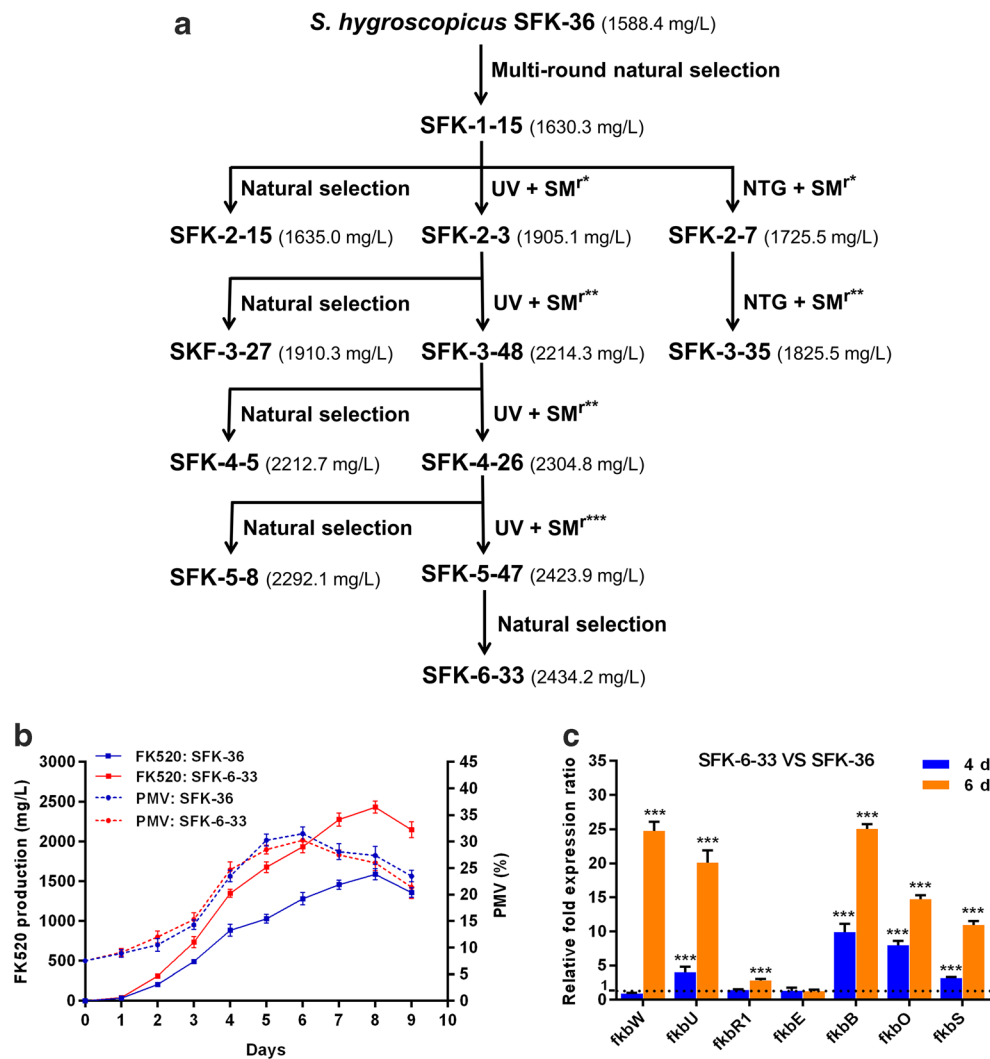 a
S. hygroscopicus SFK-36 (1588.4 mg/L)
Multi-round natural selection
SFK-1-15 (1630.3 mg/L)
Natural selection UV + SMr* NTG + SMr*
SFK-2-15 (1635.0 mg/L) SFK-2-3 (1905.1 mg/L) SFK-2-7 (1725.5 mg/L)
Natural selection UV + SMr** NTG + SMr**
SKF-3-27 (1910.3 mg/L) SFK-3-48 (2214.3 mg/L) SFK-3-35 (1825.5 mg/L)
Natural selection UV + SMr**
SFK-4-5 (2212.7 mg/L) SFK-4-26 (2304.8 mg/L)
Natural selection UV + SMr***
SFK-5-8 (2292.1 mg/L) SFK-5-47 (2423.9 mg/L)
Natural selection
SFK-6-33 (2434.2 mg/L)
b
FK520: SFK-36
FK520: SFK-6-33
PMV: SFK-36
PMV: SFK-6-33
FK520 production (mg/L)
3000
2500
2000
1500
1000
500
0
45
40
35
30
25
20
15
10
5
0
PMV (%)
0 1 2 3 4 5 6 7 8 9 10
Days
c
SFK-6-33 VS SFK-36
4 d
6 d
Relative fold expression ratio
35
30
25
20
15
10
5
1
0
***
***
***
***
***
***
***
***
***
***
fkbW fkbU fkbR1 fkbE fkbB fkbO fkbS